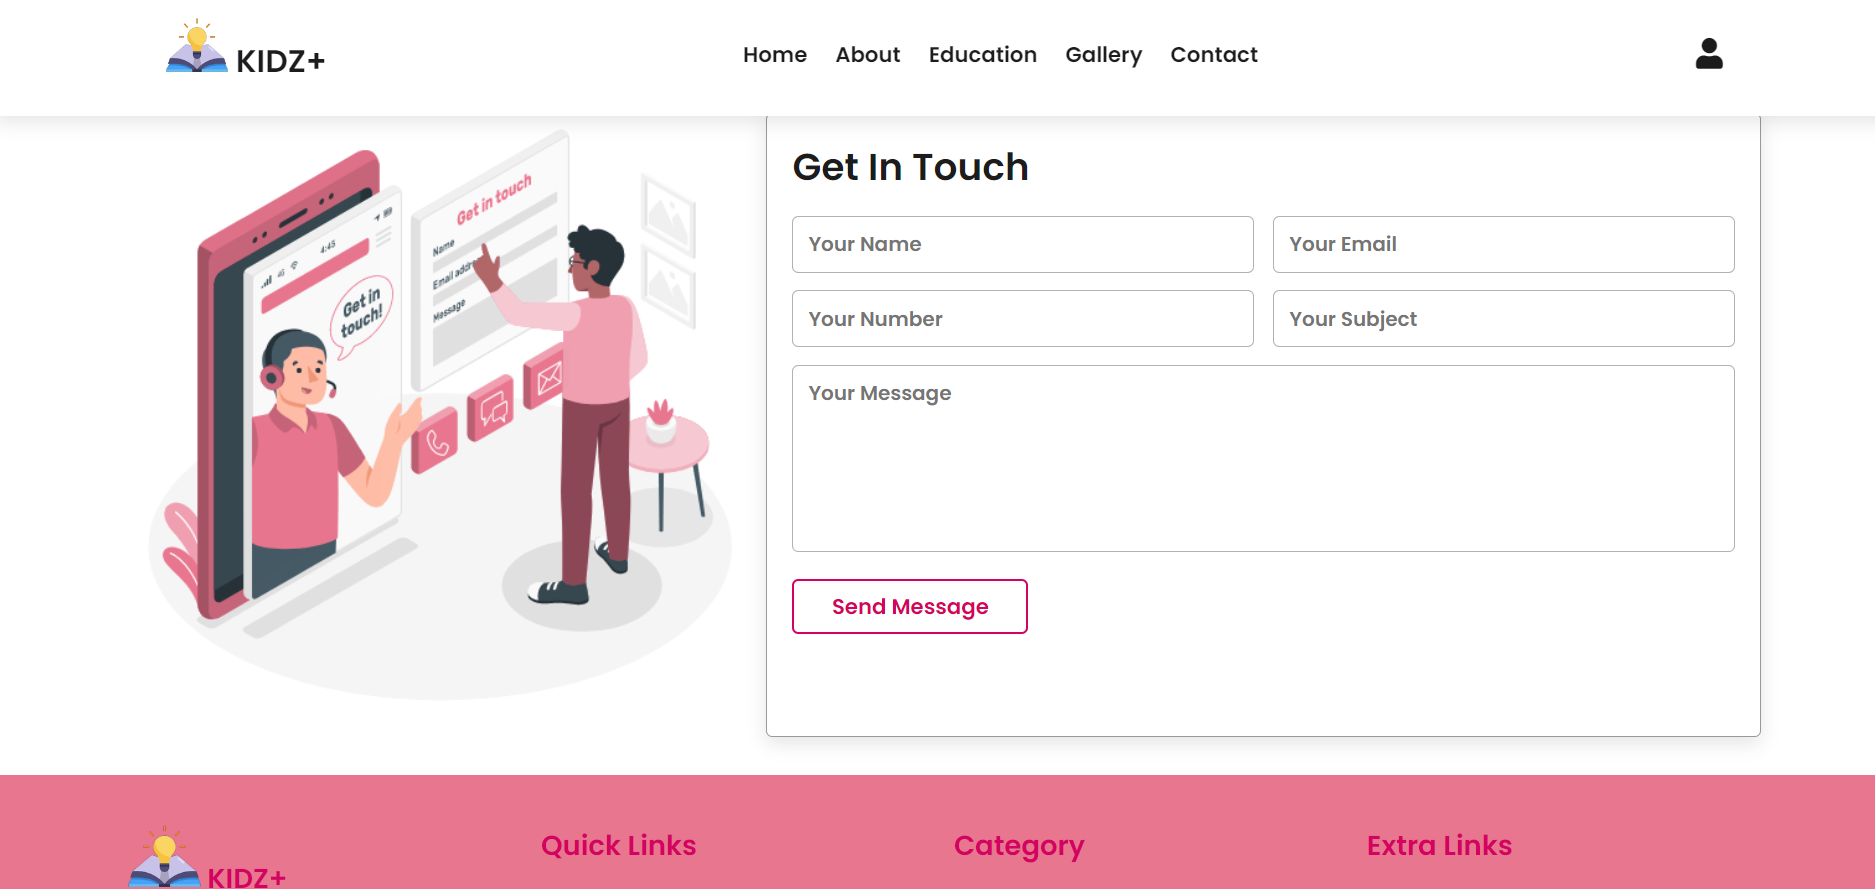 KIDZ+
Home About Education Gallery Contact
Get in touch
Name
Email addre
Message
4:45
4G
Get in
touch!
Get In Touch
Your Name
Your Email
Your Number
Your Subject
Your Message
Send Message
KIDZ+
Quick Links
Category
Extra Links